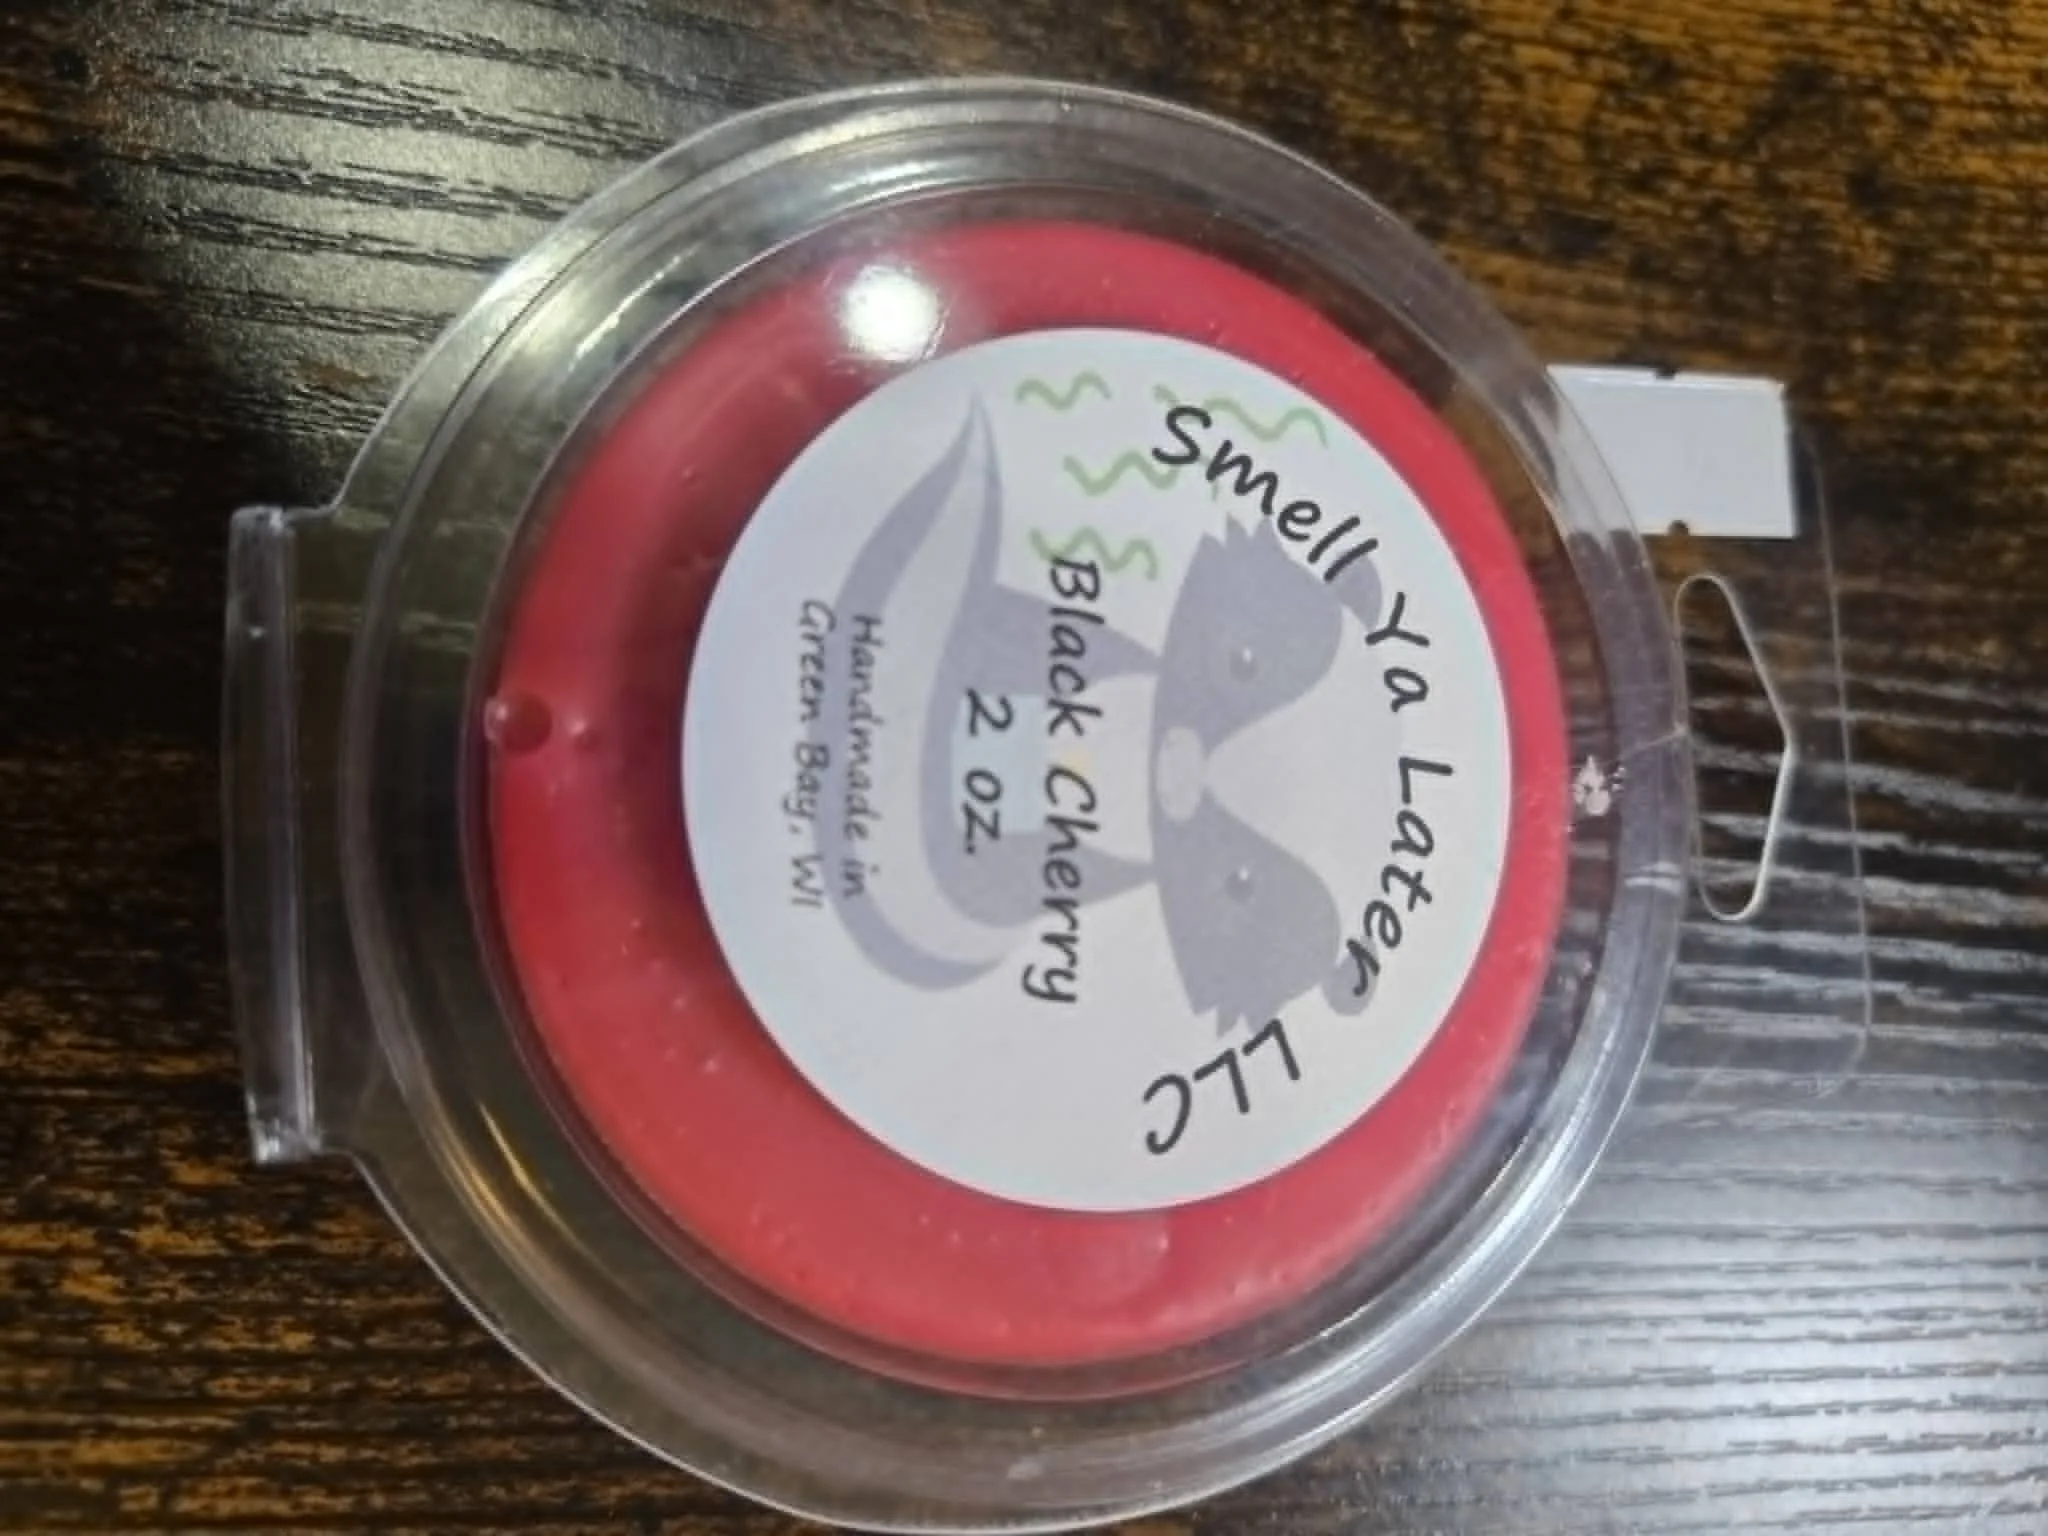 Smell Ya Later LLC
Black Cherry
2 oz.
Handmade in
Green Bay, WI